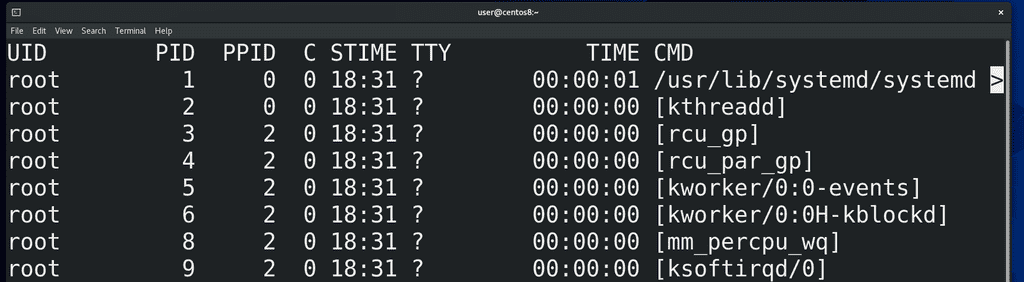 user@centos8:~ ×
File Edit View Search Terminal Help
UID PID PPID C STIME TTY TIME CMD
root 1 0 0 18:31 ? 00:00:01 /usr/lib/systemd/systemd >
root 2 0 0 18:31 ? 00:00:00 [kthreadd]
root 3 2 0 18:31 ? 00:00:00 [rcu_gp]
root 4 2 0 18:31 ? 00:00:00 [rcu_par_gp]
root 5 2 0 18:31 ? 00:00:00 [kworker/0:0-events]
root 6 2 0 18:31 ? 00:00:00 [kworker/0:0H-kblockd]
root 8 2 0 18:31 ? 00:00:00 [mm_percpu_wq]
root 9 2 0 18:31 ? 00:00:00 [ksoftirqd/0]